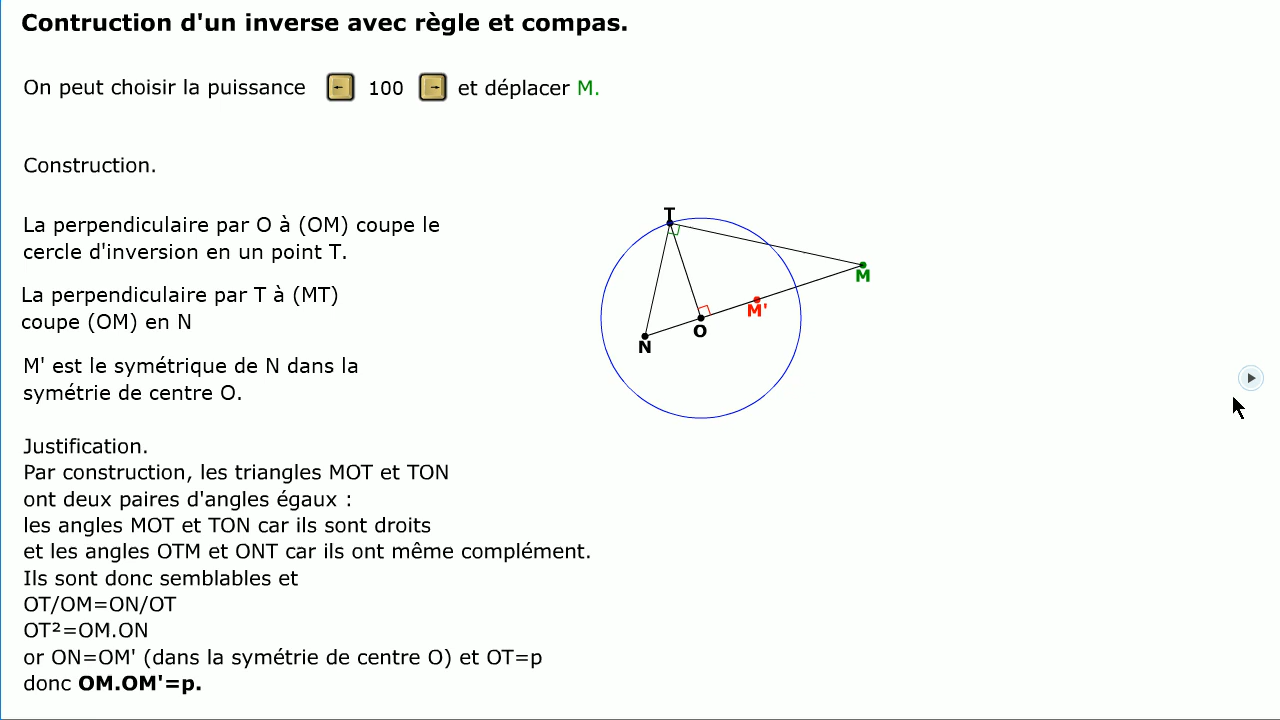 Contruction d'un inverse avec règle et compas.
On peut choisir la puissance ← 100 → et déplacer M.
Construction.
La perpendiculaire par O à (OM) coupe le
cercle d'inversion en un point T.
La perpendiculaire par T à (MT)
coupe (OM) en N
M' est le symétrique de N dans la
symétrie de centre O.
Justification.
Par construction, les triangles MOT et TON
ont deux paires d'angles égaux :
les angles MOT et TON car ils sont droits
et les angles OTM et ONT car ils ont même complément.
Ils sont donc semblables et
OT/OM=ON/OT
OT²=OM.ON
or ON=OM' (dans la symétrie de centre O) et OT=p
donc OM.OM'=p.
T
M
M'
O
N